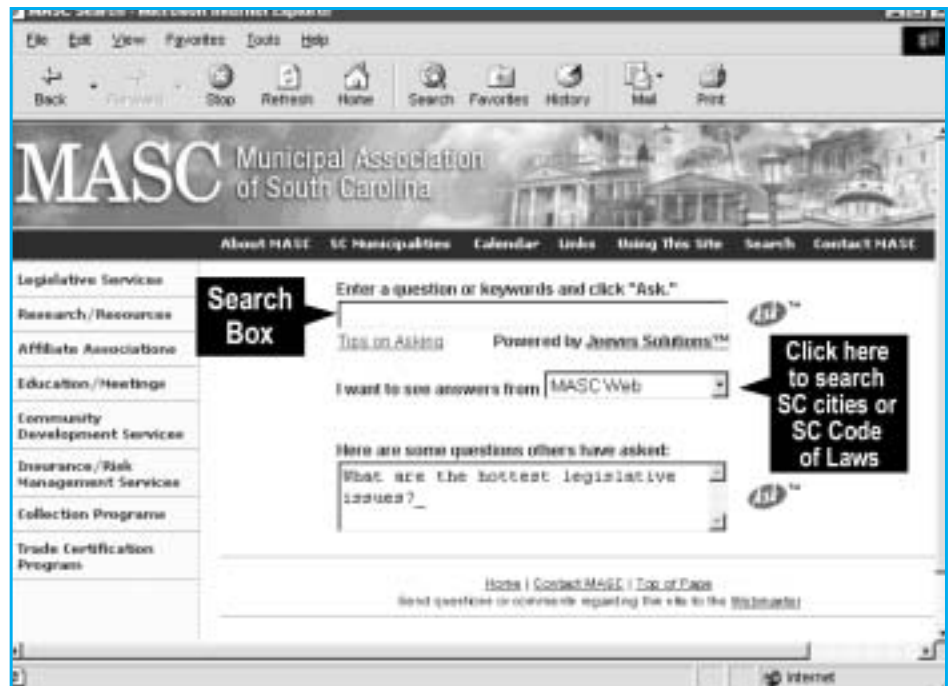 MASC Search - Microsoft Internet Explorer
File Edit View Favorites Tools Help
Back Forward Stop Refresh Home Search Favorites History Mail Print
MASC Municipal Association
of South Carolina
About MASC SC Municipalities Calendar Links Using This Site Search Contact MASC
Legislative Services
Research/Resources
Affiliate Associations
Education/Meetings
Community
Development Services
Insurance/Risk
Management Services
Collection Programs
Trade Certification
Program
Search
Box
Enter a question or keywords and click "Ask."
Tips on Asking Powered by Jeeves Solutions™
I want to see answers from MASC Web
Click here
to search
SC cities or
SC Code
of Laws
Here are some questions others have asked:
What are the hottest legislative
issues?_
Home | Contact MASC | Top of Page
Send questions or comments regarding this site to the Webmaster
Internet